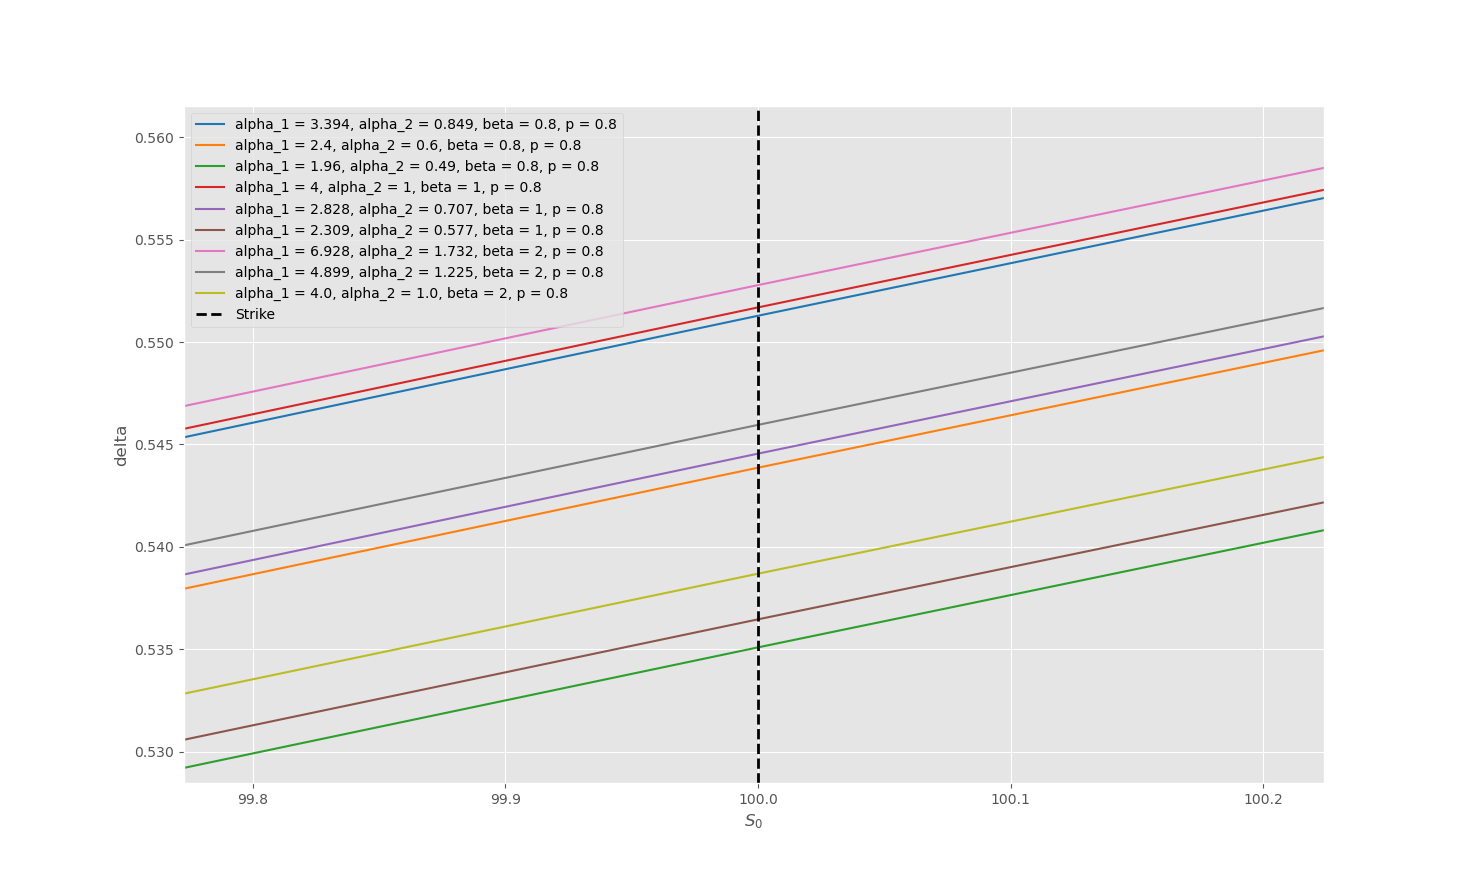 alpha_1 = 3.394, alpha_2 = 0.849, beta = 0.8, p = 0.8
alpha_1 = 2.4, alpha_2 = 0.6, beta = 0.8, p = 0.8
alpha_1 = 1.96, alpha_2 = 0.49, beta = 0.8, p = 0.8
alpha_1 = 4, alpha_2 = 1, beta = 1, p = 0.8
alpha_1 = 2.828, alpha_2 = 0.707, beta = 1, p = 0.8
alpha_1 = 2.309, alpha_2 = 0.577, beta = 1, p = 0.8
alpha_1 = 6.928, alpha_2 = 1.732, beta = 2, p = 0.8
alpha_1 = 4.899, alpha_2 = 1.225, beta = 2, p = 0.8
alpha_1 = 4.0, alpha_2 = 1.0, beta = 2, p = 0.8
Strike
0.560
0.555
0.550
0.545
0.540
0.535
0.530
delta
99.8 99.9 100.0 100.1 100.2
S_0